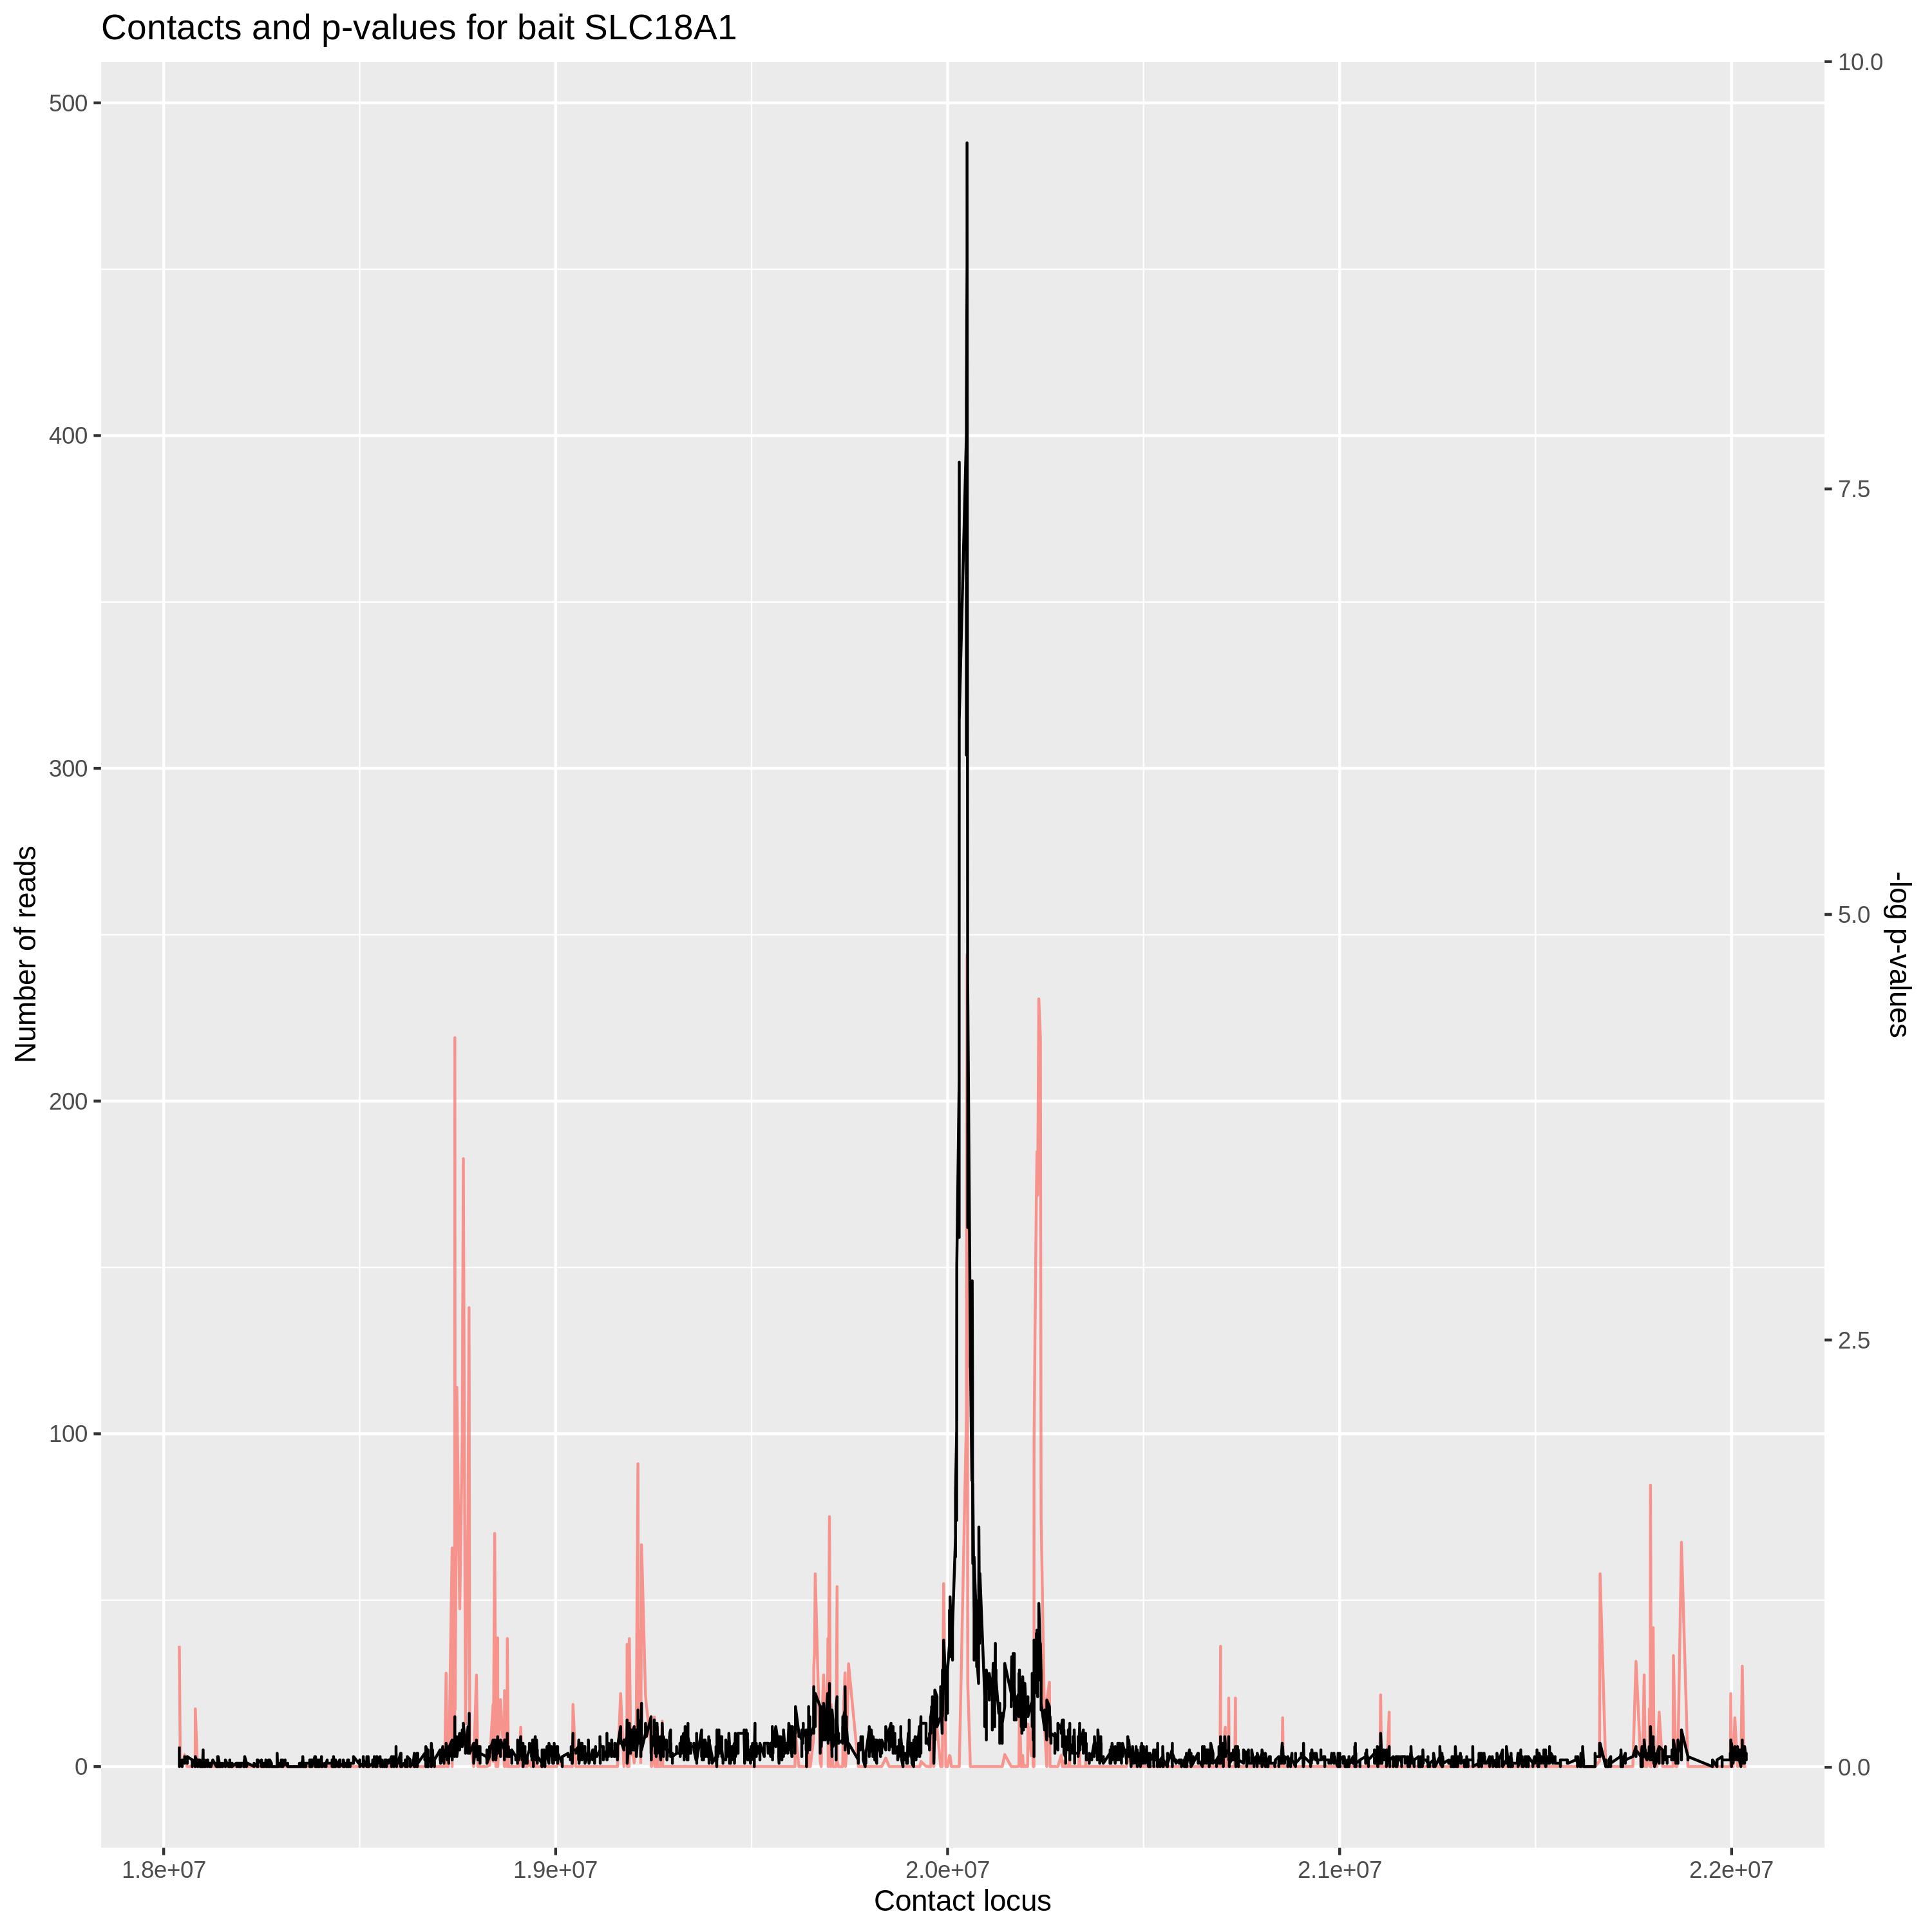 Contacts and p-values for bait SLC18A1
500
400
300
200
100
0
Number of reads
10.0
7.5
5.0
2.5
0.0
-log p-values
1.8e+07 1.9e+07 2.0e+07 2.1e+07 2.2e+07
Contact locus